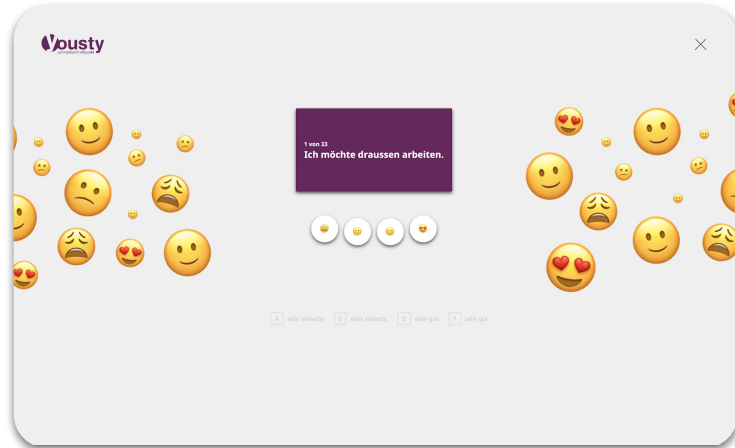 Yousty
1 von 33
Ich möchte draussen arbeiten.
A sehr schlecht E eher schlecht D eher gut F sehr gut